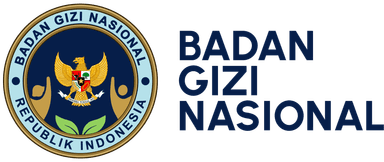 BADAN GIZI NASIONAL
REPUBLIK INDONESIA
BADAN
GIZI
NASIONAL